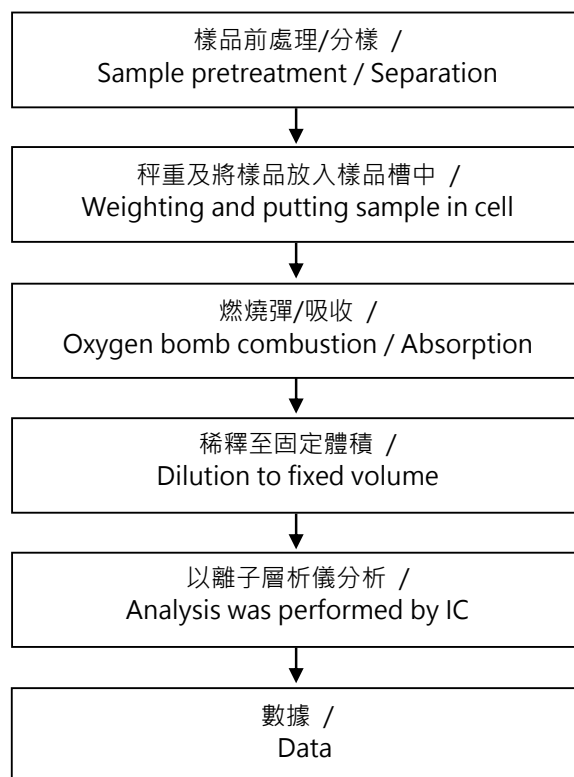 樣品前處理/分樣 /
Sample pretreatment / Separation
秤重及將樣品放入樣品槽中 /
Weighting and putting sample in cell
燃燒彈/吸收 /
Oxygen bomb combustion / Absorption
稀釋至固定體積 /
Dilution to fixed volume
以離子層析儀分析 /
Analysis was performed by IC
數據 /
Data